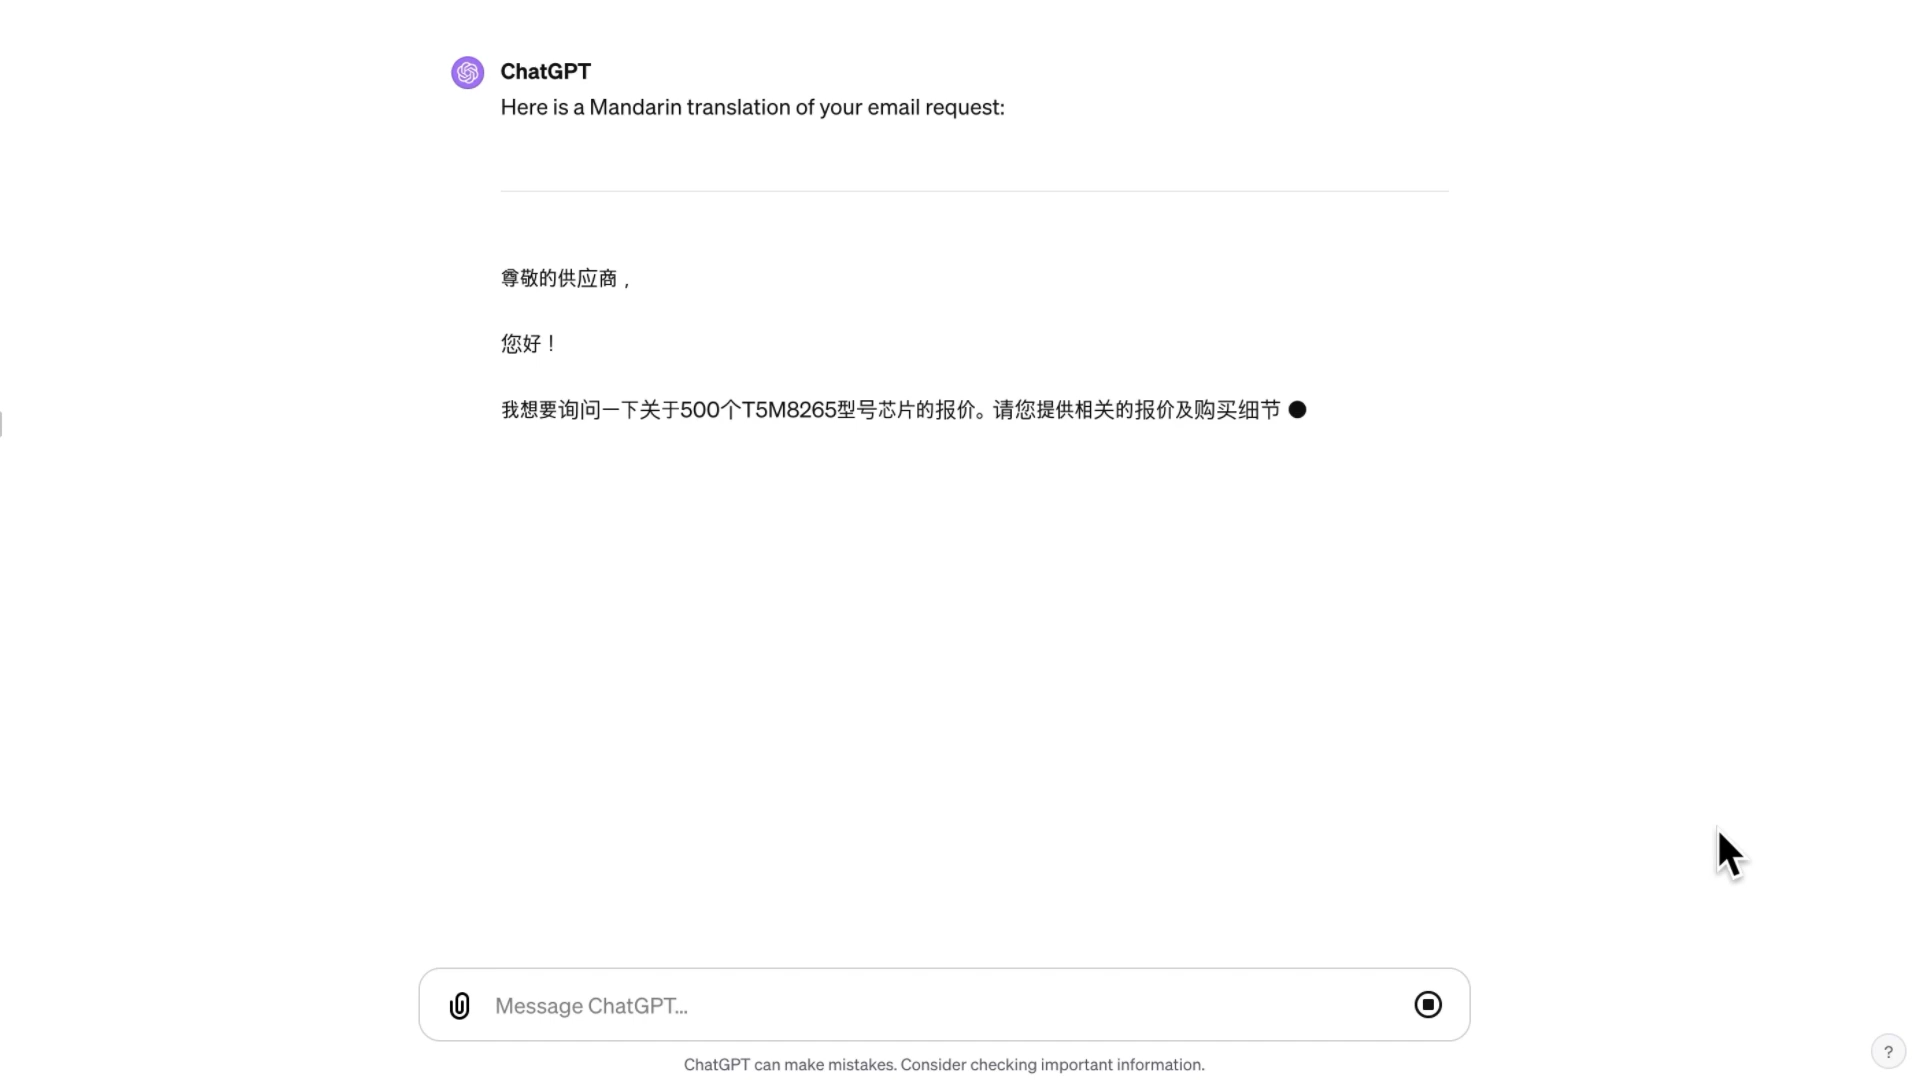 ChatGPT
Here is a Mandarin translation of your email request:
尊敬的供应商，
您好！
我想要询问一下关于500个T5M8265型号芯片的报价。请您提供相关的报价及购买细节
Message ChatGPT...
ChatGPT can make mistakes. Consider checking important information.
?